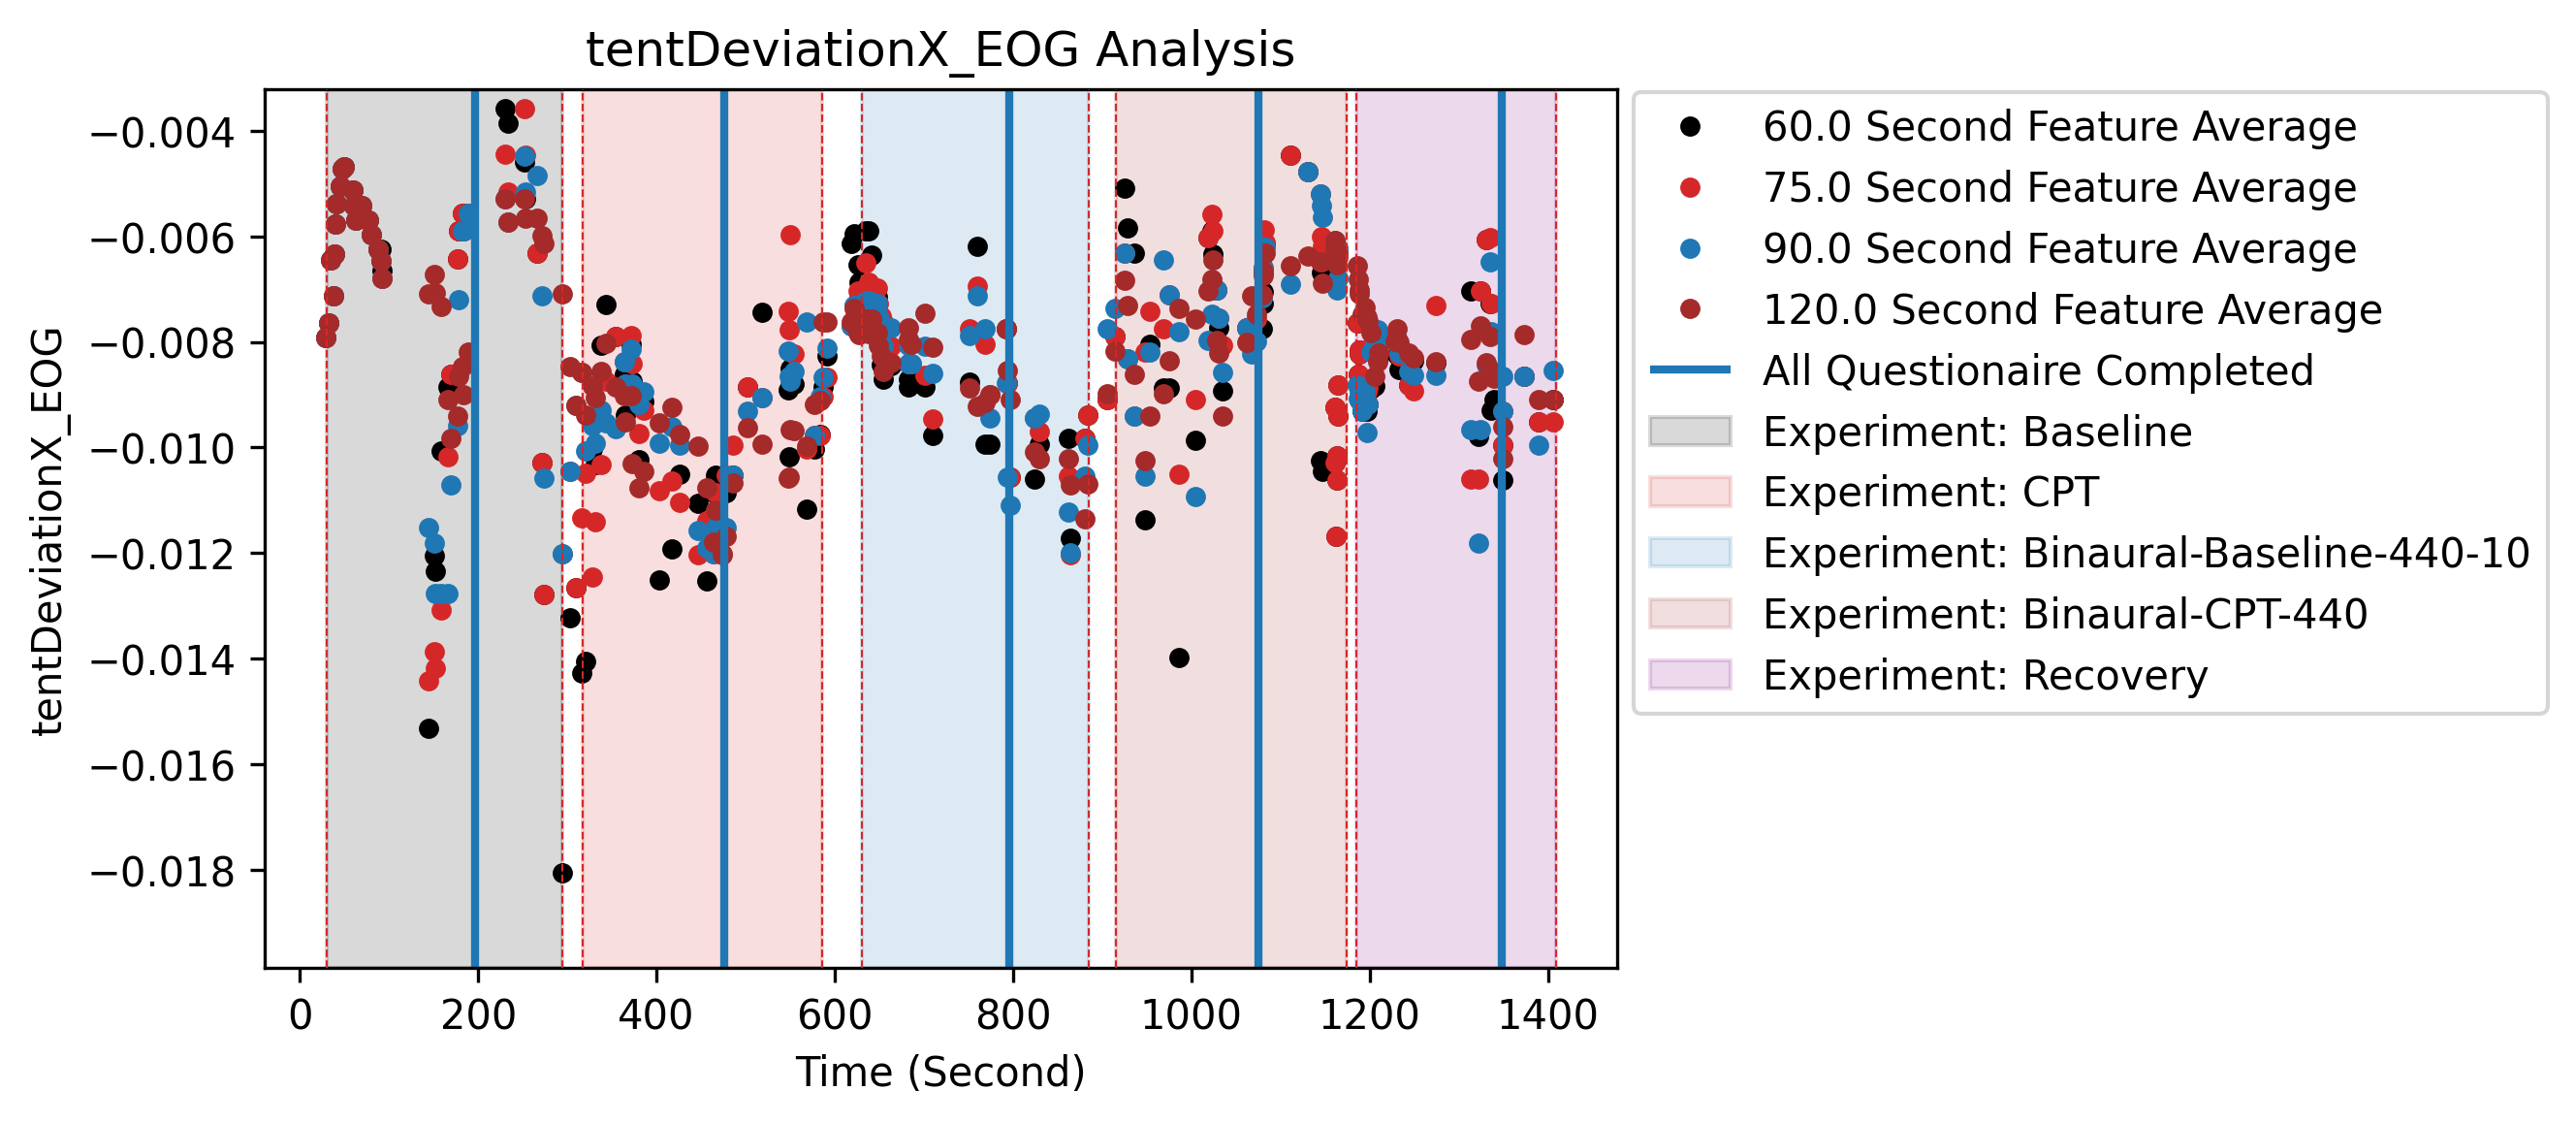 tentDeviationX_EOG Analysis
tentDeviationX_EOG
−0.004
−0.006
−0.008
−0.010
−0.012
−0.014
−0.016
−0.018
0
200
400
600
800
1000
1200
1400
Time (Second)
60.0 Second Feature Average
75.0 Second Feature Average
90.0 Second Feature Average
120.0 Second Feature Average
All Questionaire Completed
Experiment: Baseline
Experiment: CPT
Experiment: Binaural-Baseline-440-10
Experiment: Binaural-CPT-440
Experiment: Recovery